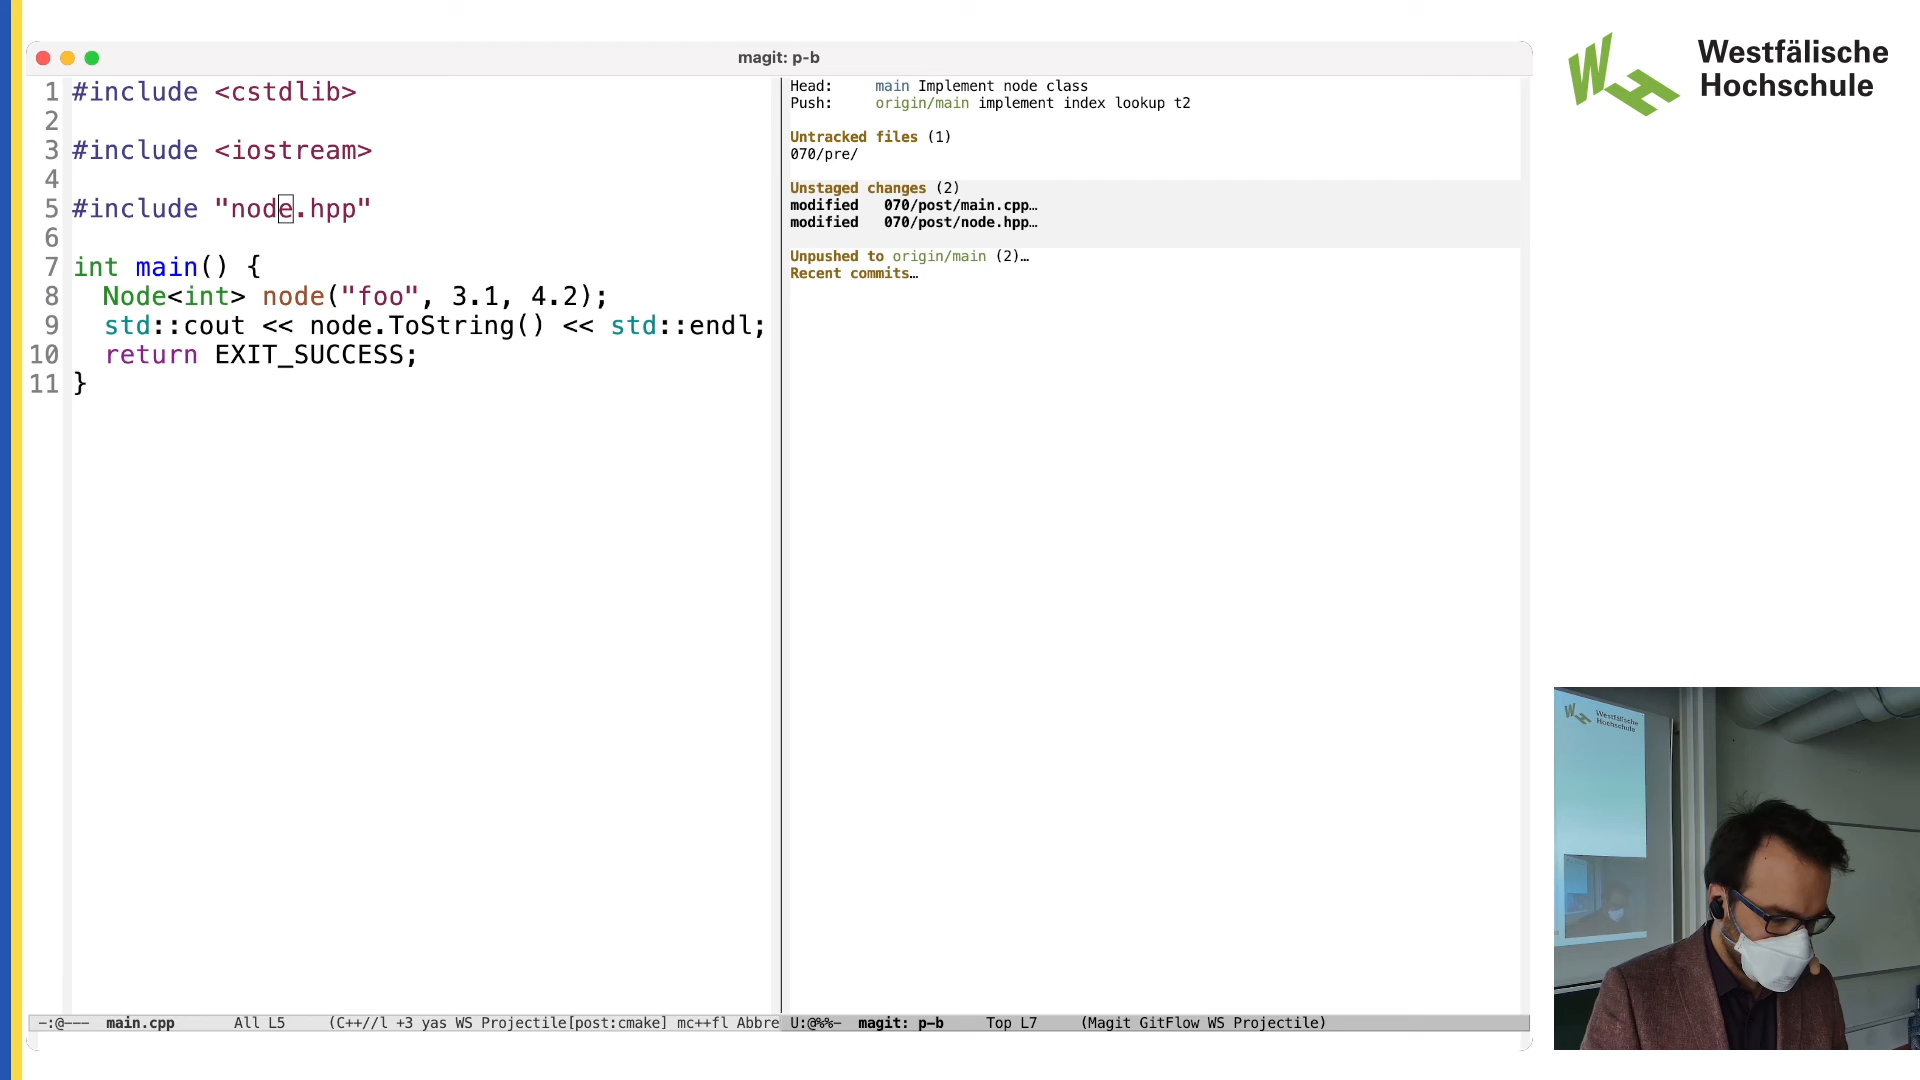 magit: p-b
1 #include <cstdlib>
2
3 #include <iostream>
4
5 #include "node.hpp"
6
7 int main() {
8 Node<int> node("foo", 3.1, 4.2);
9 std::cout << node.ToString() << std::endl;
10 return EXIT_SUCCESS;
11 }
-:@--- main.cpp All L5 (C++//l +3 yas WS Projectile[post:cmake] mc++fl Abbre
Head: main Implement node class
Push: origin/main implement index lookup t2
Untracked files (1)
070/pre/
Unstaged changes (2)
modified 070/post/main.cpp…
modified 070/post/node.hpp…
Unpushed to origin/main (2)…
Recent commits…
U:@%%- magit: p-b Top L7 (Magit GitFlow WS Projectile)
WH
Westfälische
Hochschule
WH
Westfälische
Hochschule